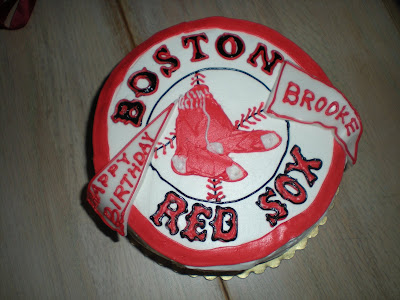 BOSTON
RED SOX
HAPPY
BIRTHDAY
BROOKE